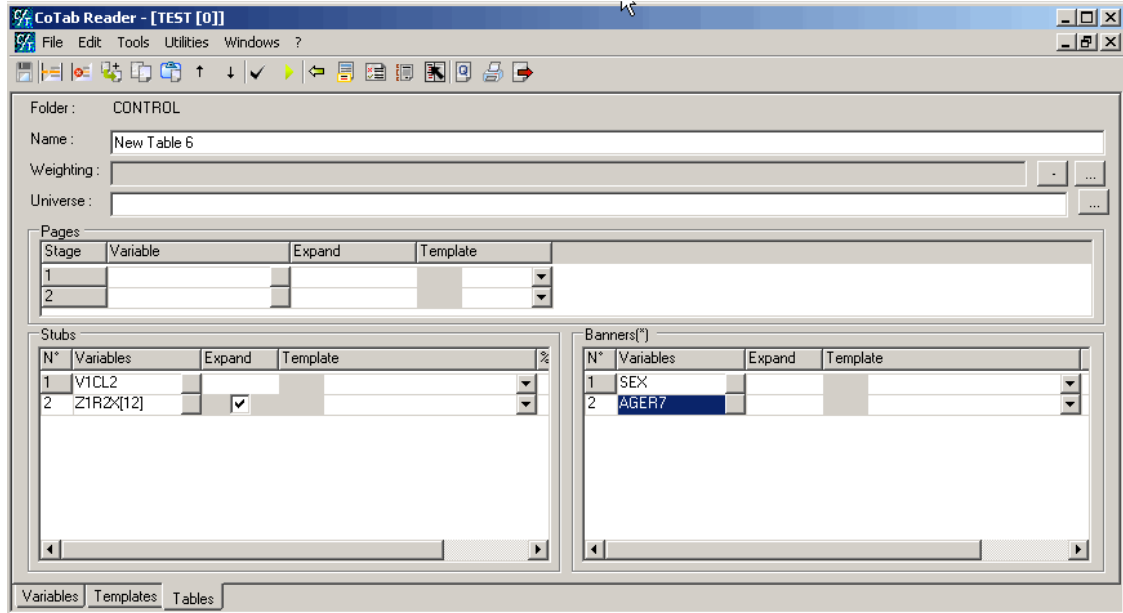 CoTab Reader - [TEST [0]]
File Edit Tools Utilities Windows ?
Folder : CONTROL
Name : New Table 6
Weighting : - ...
Universe : ...
Pages
Stage Variable Expand Template
1
2
Stubs
N° Variables Expand Template %
1 V1CL2
2 Z1R2X[12]
Banners(*)
N° Variables Expand Template
1 SEX
2 AGER7
Variables Templates Tables